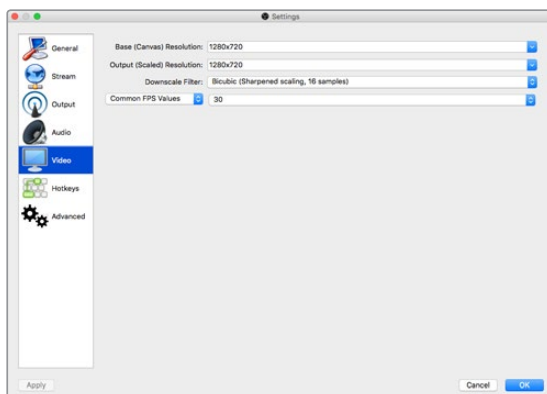 Settings
General
Stream
Output
Audio
Video
Hotkeys
Advanced
Base (Canvas) Resolution: 1280x720
Output (Scaled) Resolution: 1280x720
Downscale Filter: Bicubic (Sharpened scaling, 16 samples)
Common FPS Values 30
Apply
Cancel
OK